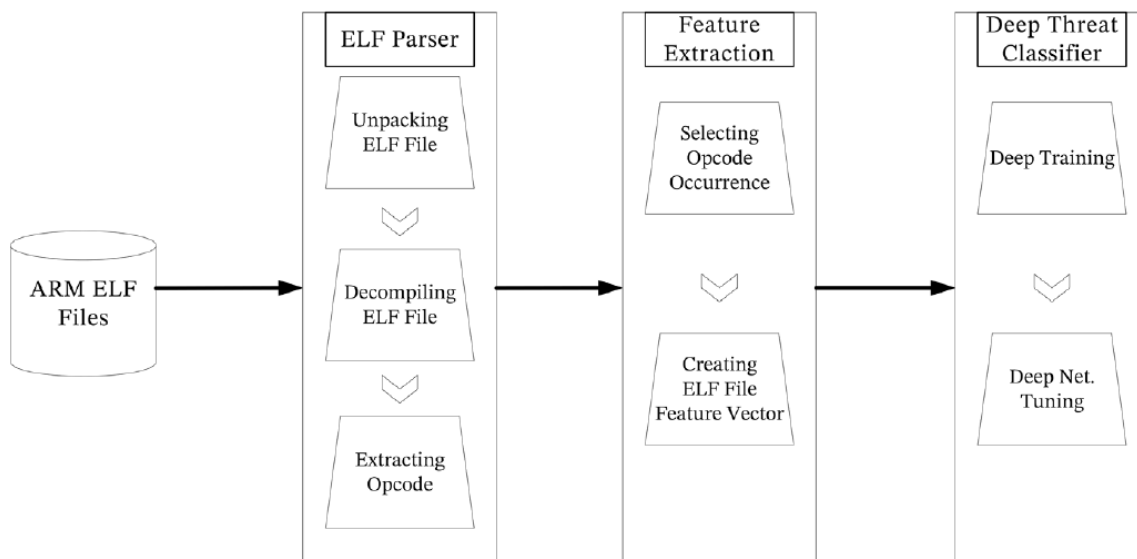 ARM ELF
Files
ELF Parser
Unpacking
ELF File
Decompiling
ELF File
Extracting
Opcode
Feature
Extraction
Selecting
Opcode
Occurrence
Creating
ELF File
Feature Vector
Deep Threat
Classifier
Deep Training
Deep Net.
Tuning